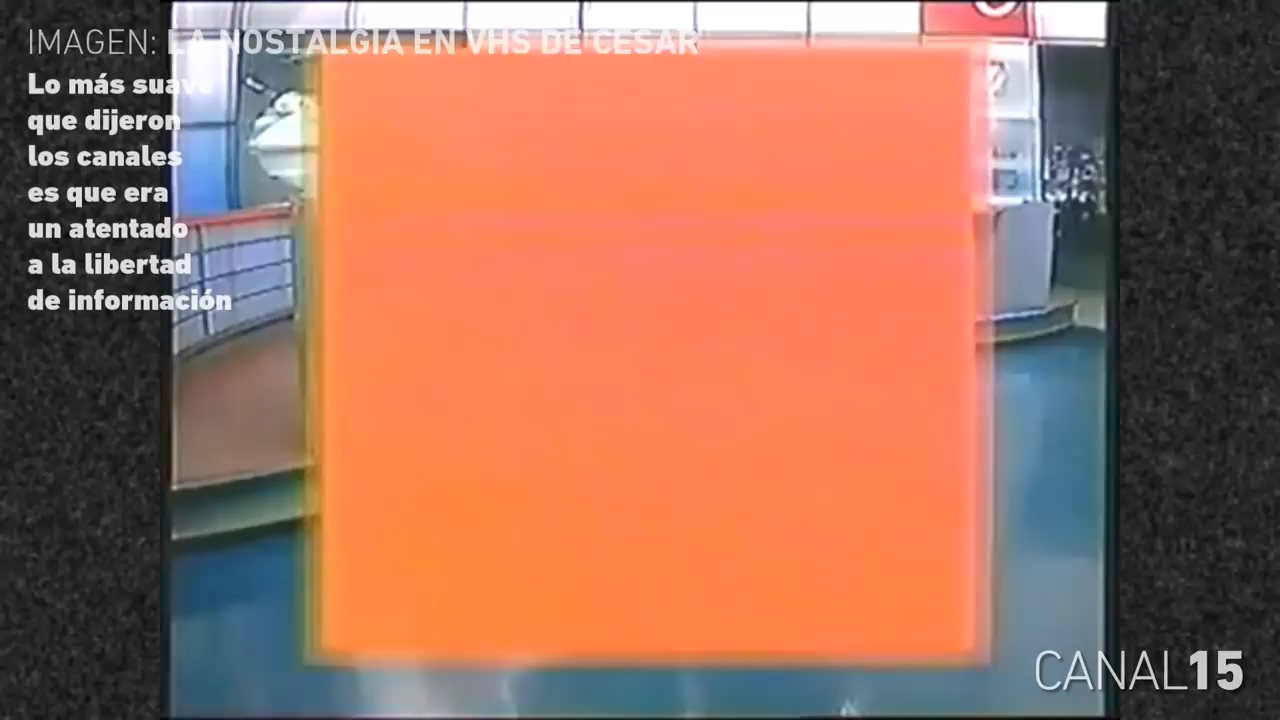 IMAGEN: LA NOSTALGIA EN VHS DE CÉSAR
Lo más suave
que dijeron
los canales
es que era
un atentado
a la libertad
de información
CANAL15